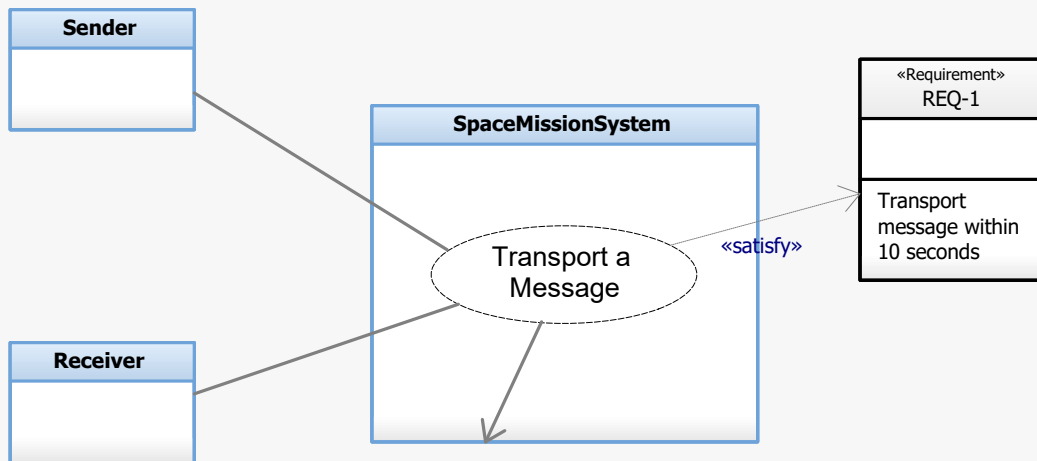 Sender
SpaceMissionSystem
«Requirement»
REQ-1
Transport
message within
10 seconds
«satisfy»
Transport a
Message
Receiver